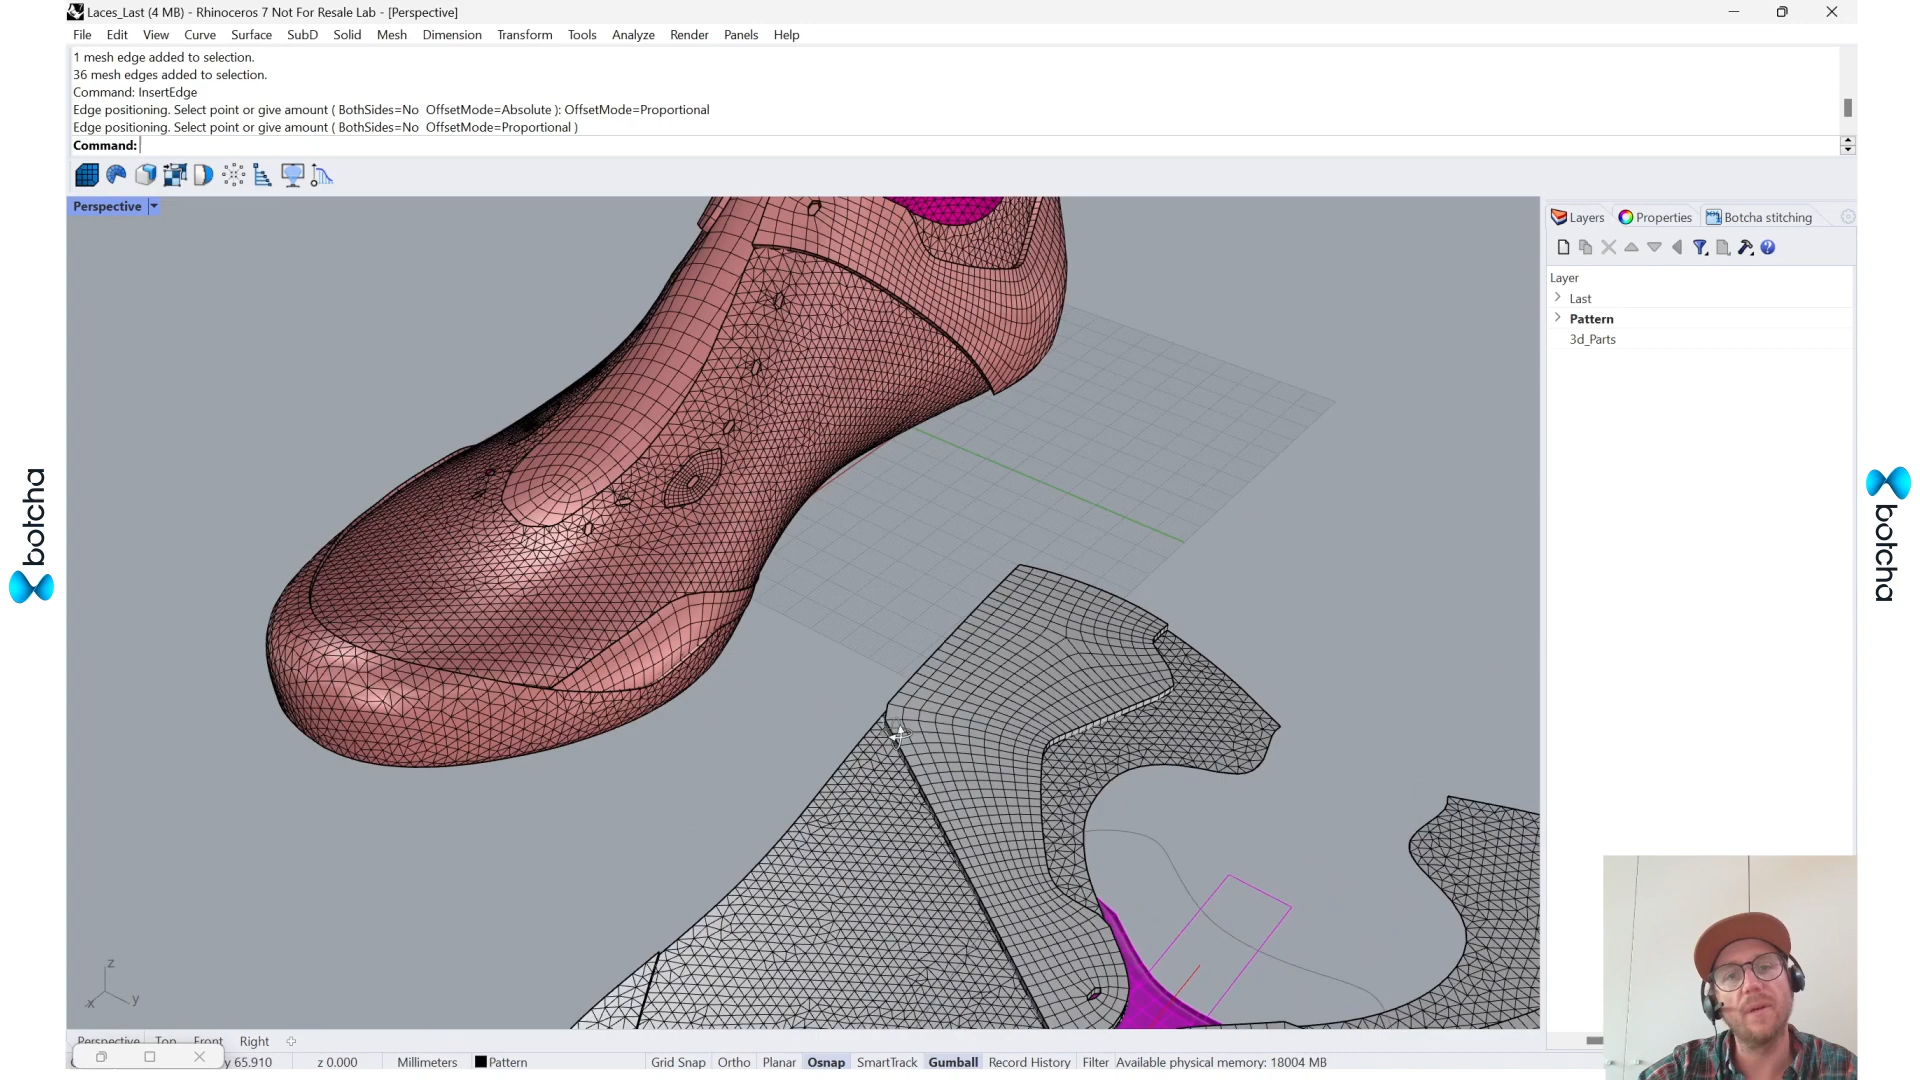 Laces_Last (4 MB) - Rhinoceros 7 Not For Resale Lab - [Perspective]
File Edit View Curve Surface SubD Solid Mesh Dimension Transform Tools Analyze Render Panels Help
1 mesh edge added to selection.
36 mesh edges added to selection.
Command: InsertEdge
Edge positioning. Select point or give amount ( BothSides=No OffsetMode=Absolute ): OffsetMode=Proportional
Edge positioning. Select point or give amount ( BothSides=No OffsetMode=Proportional )
Command:
Perspective
Layers Properties Botcha stitching
Layer
Last
Pattern
3d_Parts
botcha
botcha
z
x y
Perspective Top Front Right
y 65.910 z 0.000 Millimeters Pattern Grid Snap Ortho Planar Osnap SmartTrack Gumball Record History Filter Available physical memory: 18004 MB